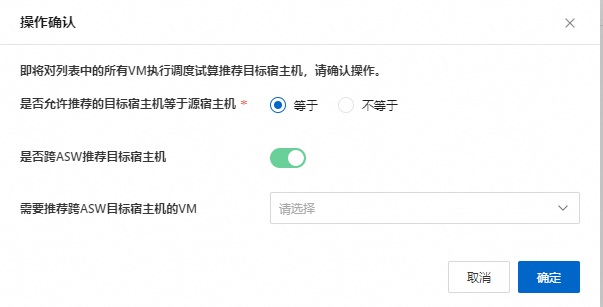 操作确认
即将对列表中的所有VM执行调度试算推荐目标宿主机，请确认操作。
是否允许推荐的目标宿主机等于源宿主机 * 等于 不等于
是否跨ASW推荐目标宿主机
需要推荐跨ASW目标宿主机的VM 请选择
取消 确定